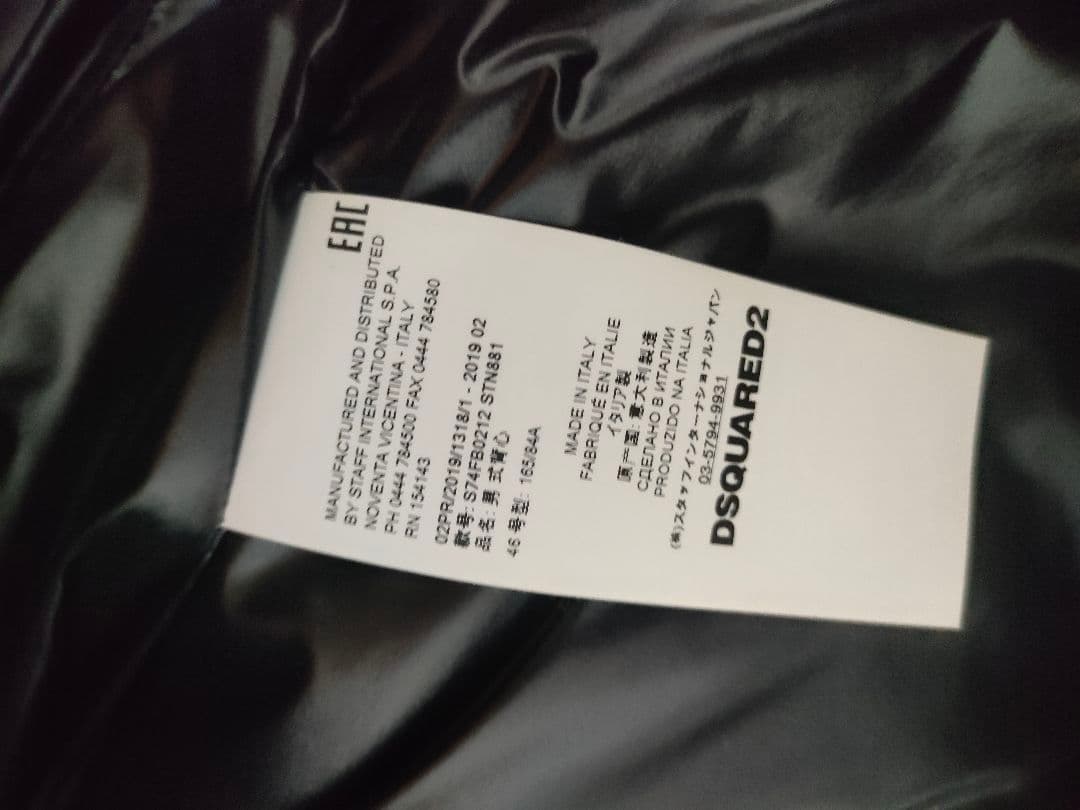 EAC
MANUFACTURED AND DISTRIBUTED
BY STAFF INTERNATIONAL S.P.A.
NOVENTA VICENTINA - ITALY
PH 0444 784500 FAX 0444 784580
RN 154143
02PR/2019/1318/1 - 2019 02
款号: S74FB0212 STN881
品名: 男 式背心
46 号型: 165/84A
MADE IN ITALY
FABRIQUÉ EN ITALIE
イタリア製
原产国: 意大利製造
СДЕЛАНО В ИТАЛИИ
PRODUZIDO NA ITALIA
(株)スタッフインターナショナルジャパン
03-5794-9931
DSQUARED2